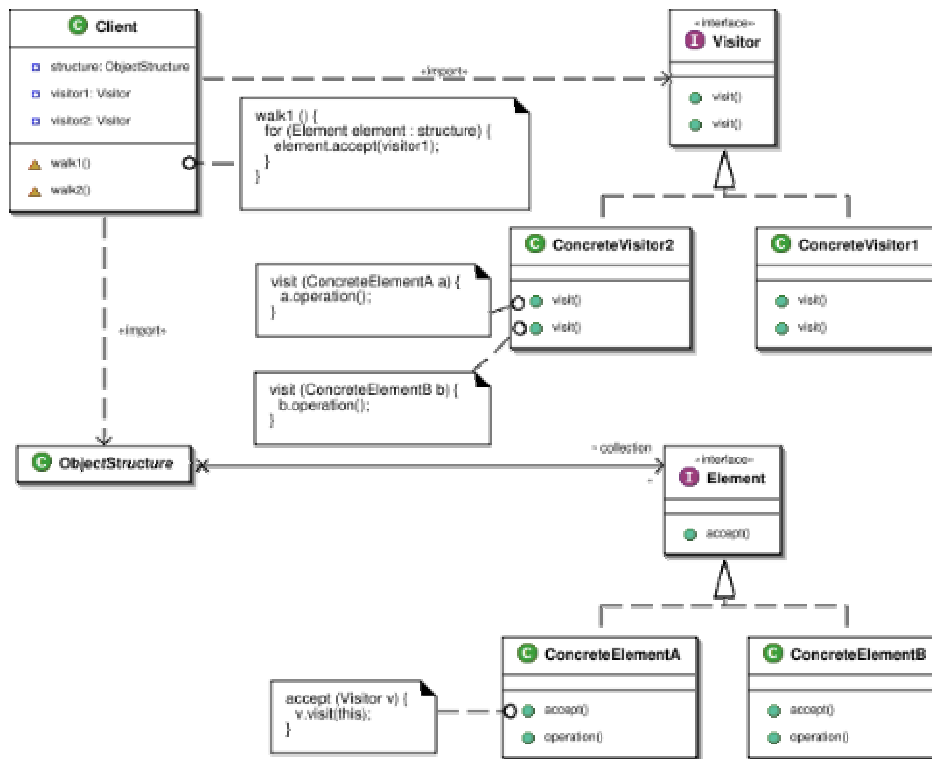 Client
structure: ObjectStructure
visitor1: Visitor
visitor2: Visitor
walk1()
walk2()
«import»
walk1 () {
for (Element element : structure) {
element.accept(visitor1);
}
}
«interface»
Visitor
visit()
visit()
ConcreteVisitor2
visit()
visit()
ConcreteVisitor1
visit()
visit()
visit (ConcreteElementA a) {
a.operation();
}
visit (ConcreteElementB b) {
b.operation();
}
«import»
ObjectStructure
~ collection
*
«interface»
Element
accept()
ConcreteElementA
accept()
operation()
ConcreteElementB
accept()
operation()
accept (Visitor v) {
v.visit(this);
}